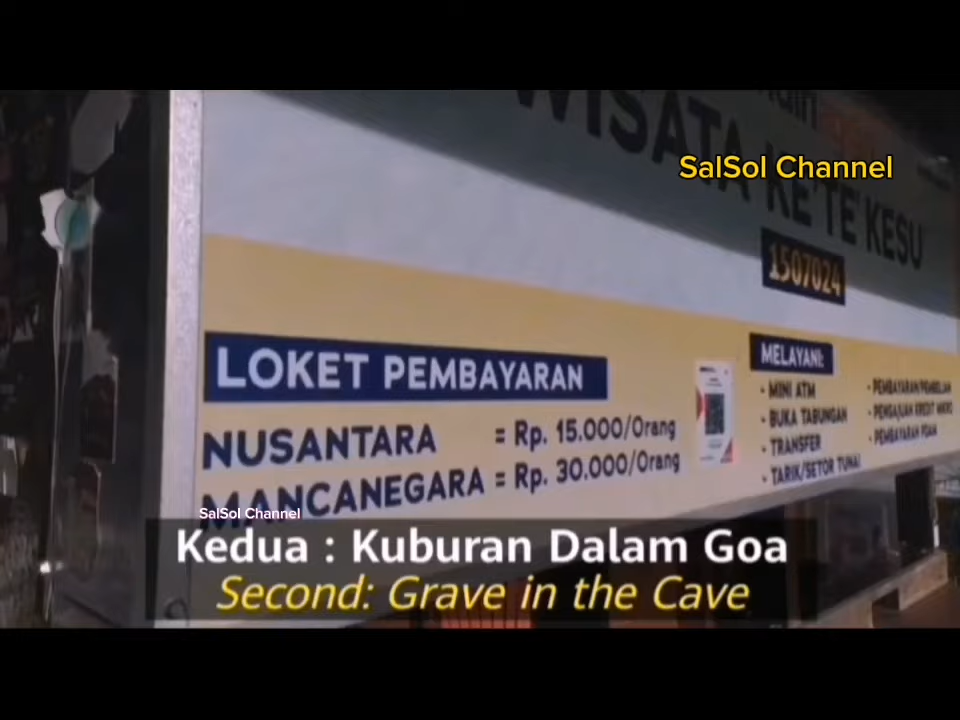 WISATA KE'TE' KESU
SalSol Channel
1507024
LOKET PEMBAYARAN
NUSANTARA = Rp. 15.000/Orang
MANCANEGARA = Rp. 30.000/Orang
MELAYANI:
• MINI ATM
• BUKA TABUNGAN
• TRANSFER
• TARIK/SETOR TUNAI
• PEMBAYARAN/PEMBELIAN
• PENGAJUAN KREDIT MIKRO
• PEMBAYARAN
SalSol Channel
Kedua : Kuburan Dalam Goa
Second: Grave in the Cave